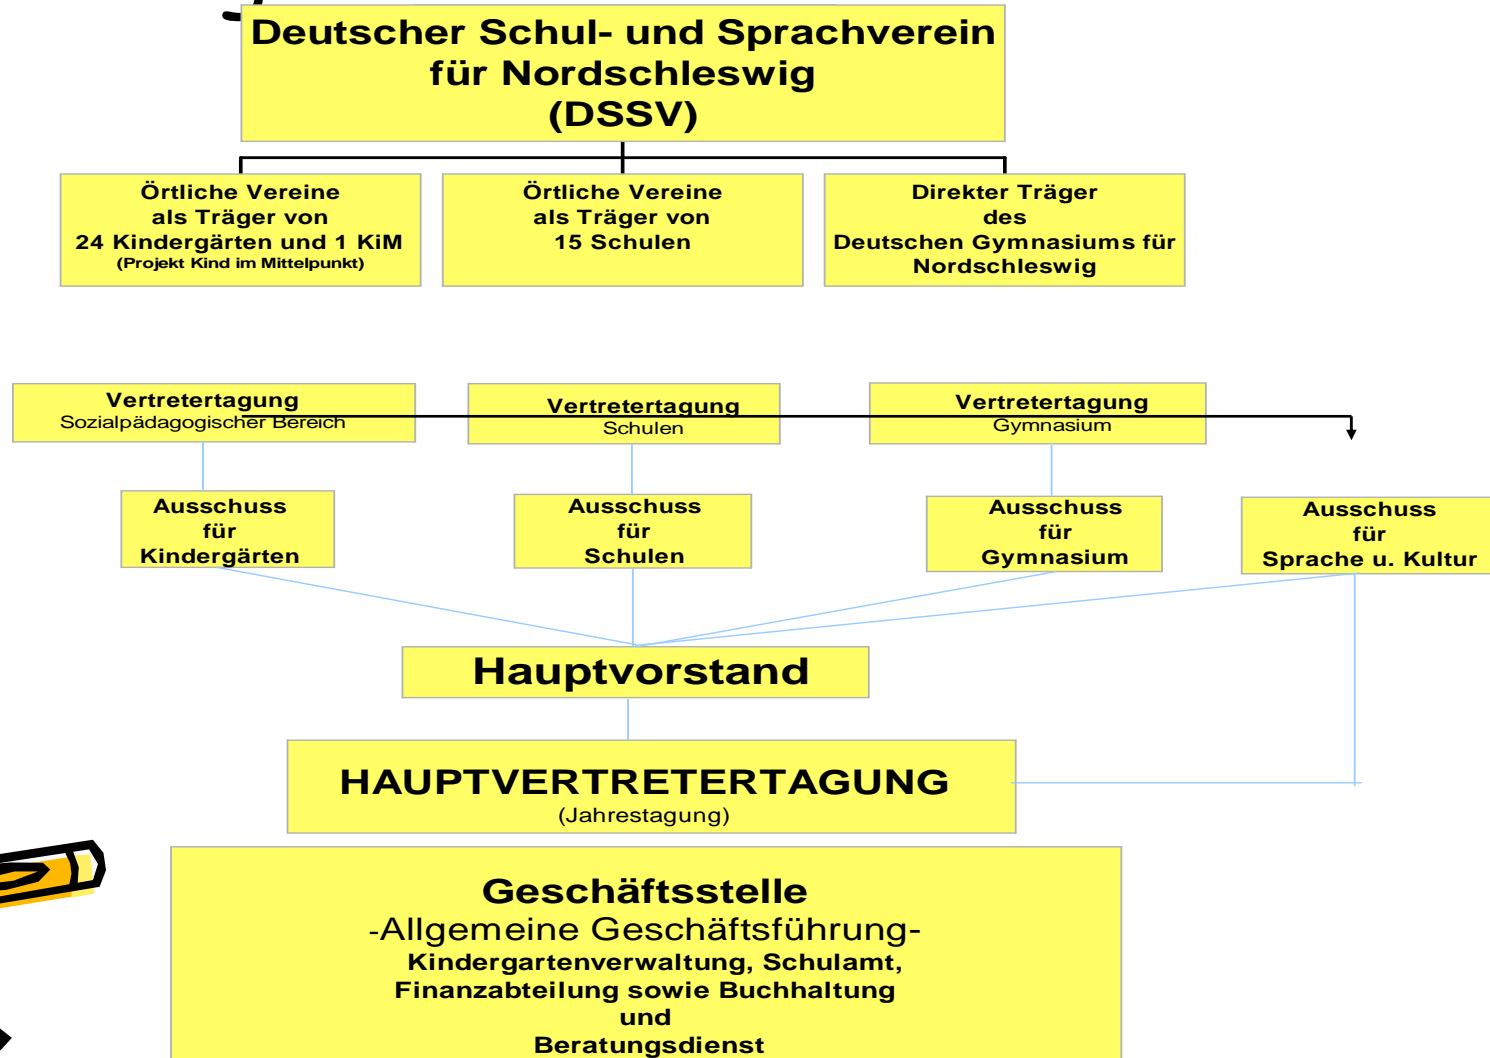 Deutscher Schul- und Sprachverein
für Nordschleswig
(DSSV)
Örtliche Vereine
als Träger von
24 Kindergärten und 1 KiM
(Projekt Kind im Mittelpunkt)
Örtliche Vereine
als Träger von
15 Schulen
Direkter Träger
des
Deutschen Gymnasiums für
Nordschleswig
Vertretertagung
Sozialpädagogischer Bereich
Vertretertagung
Schulen
Vertretertagung
Gymnasium
Ausschuss
für
Kindergärten
Ausschuss
für
Schulen
Ausschuss
für
Gymnasium
Ausschuss
für
Sprache u. Kultur
Hauptvorstand
HAUPTVERTRETERTAGUNG
(Jahrestagung)
Geschäftsstelle
-Allgemeine Geschäftsführung-
Kindergartenverwaltung, Schulamt,
Finanzabteilung sowie Buchhaltung
und
Beratungsdienst